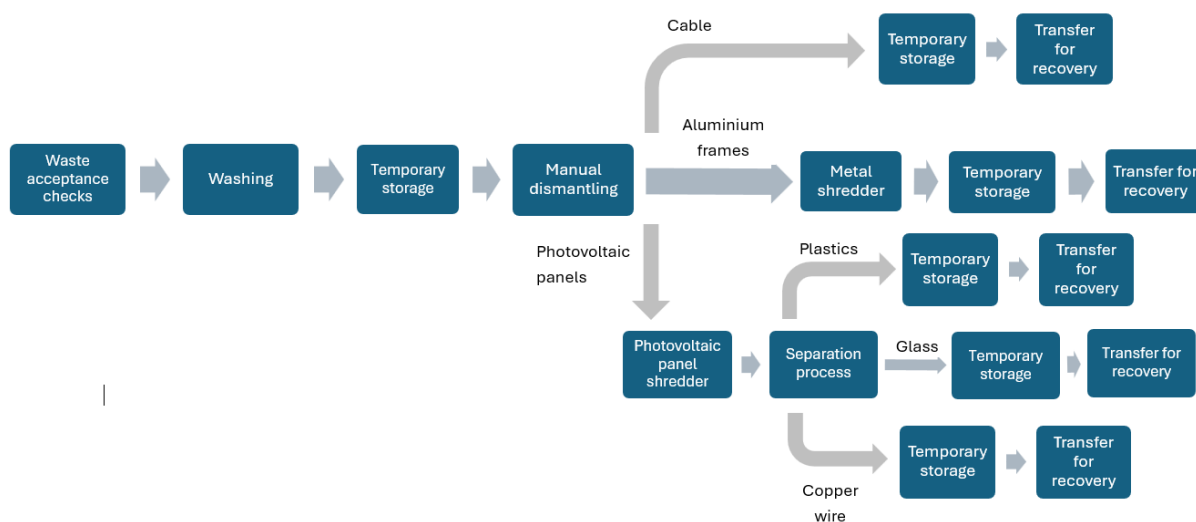 Cable
Temporary
storage
Transfer
for
recovery
Waste
acceptance
checks
Washing
Temporary
storage
Manual
dismantling
Aluminium
frames
Metal
shredder
Temporary
storage
Transfer for
recovery
Photovoltaic
panels
Plastics
Temporary
storage
Transfer
for
recovery
Photovoltaic
panel
shredder
Separation
process
Glass
Temporary
storage
Transfer for
recovery
Copper
wire
Temporary
storage
Transfer
for
recovery